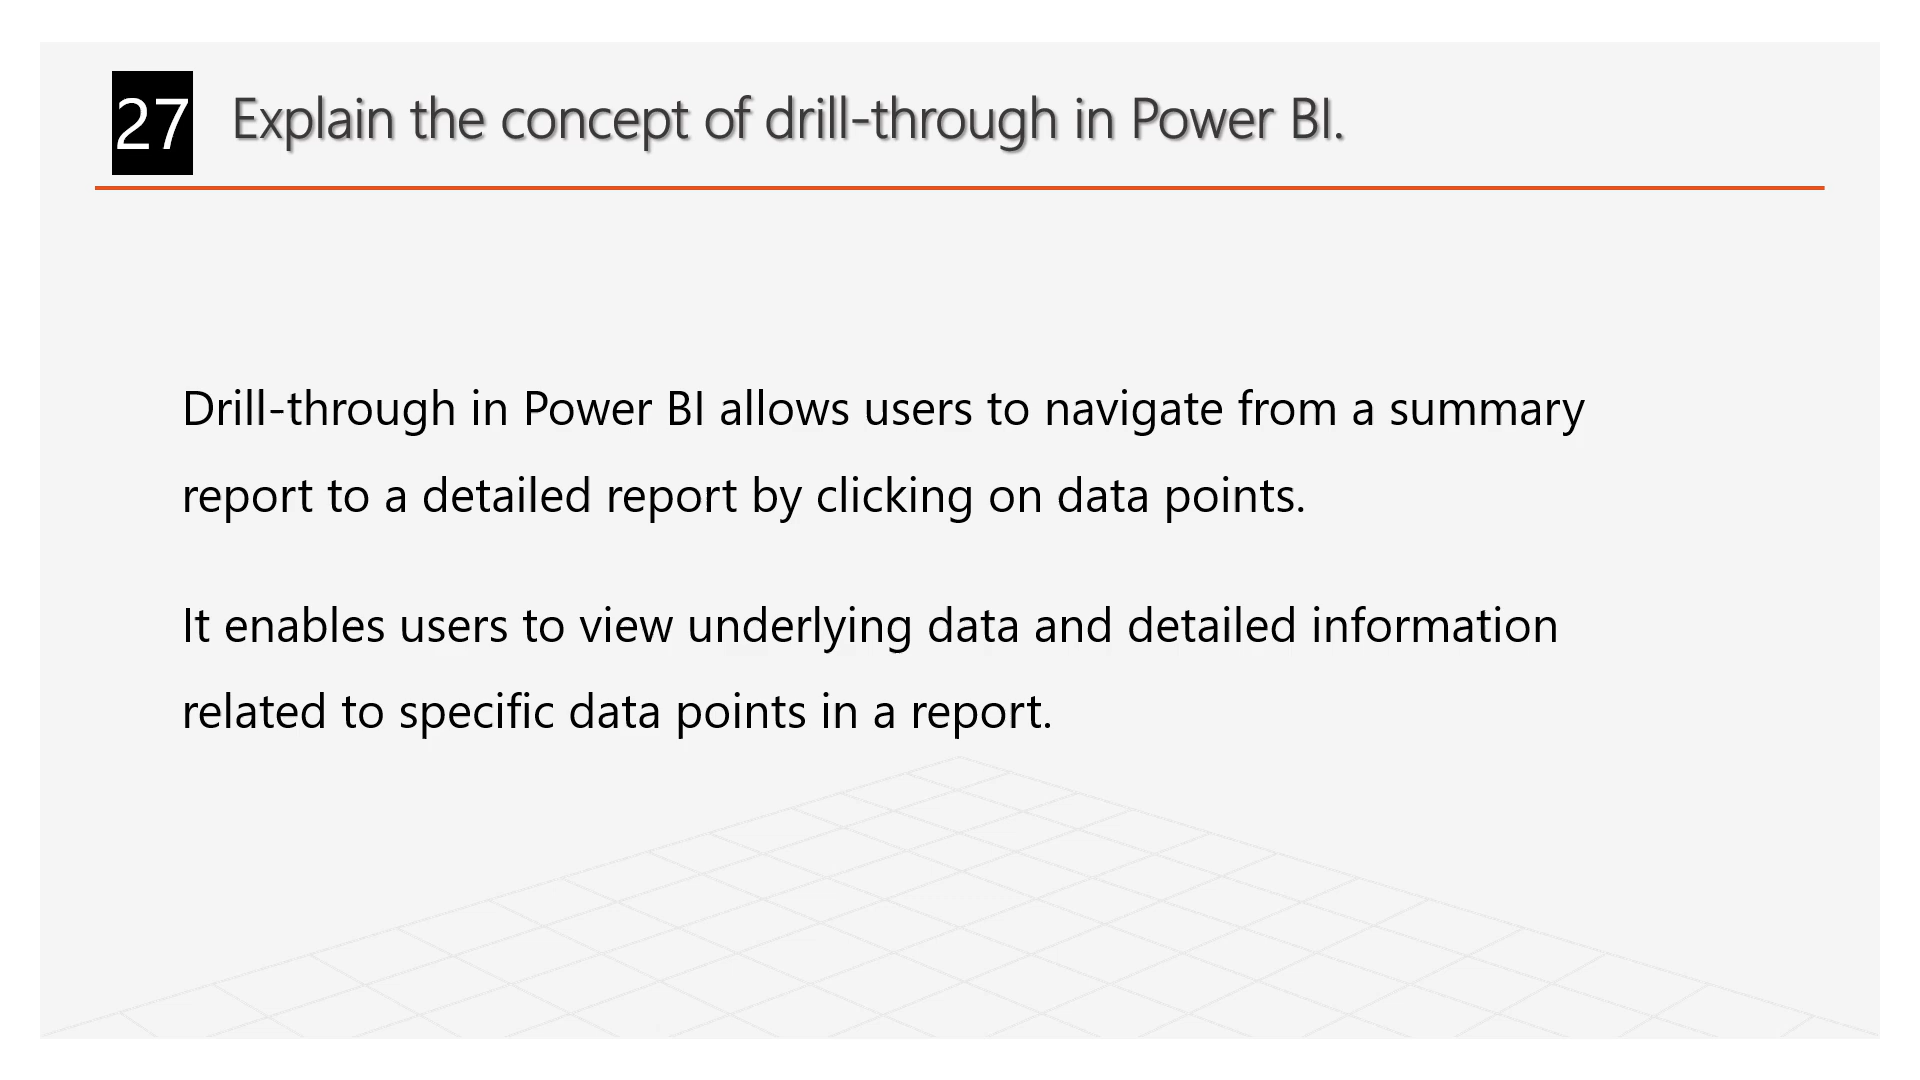 27 Explain the concept of drill-through in Power BI.
Drill-through in Power BI allows users to navigate from a summary
report to a detailed report by clicking on data points.
It enables users to view underlying data and detailed information
related to specific data points in a report.